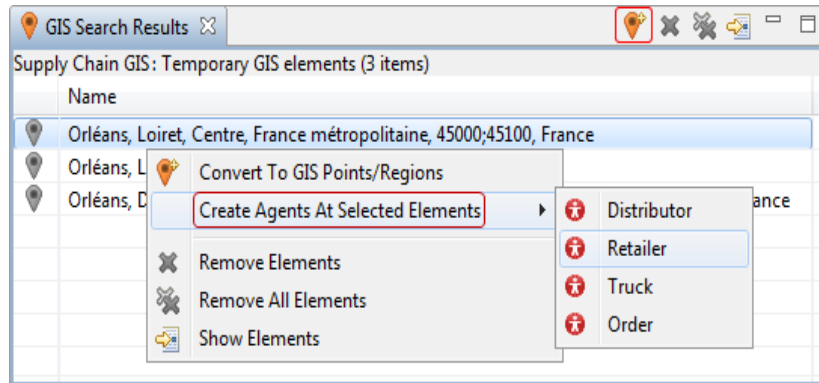 GIS Search Results
Supply Chain GIS: Temporary GIS elements (3 items)
Name
Orléans, Loiret, Centre, France métropolitaine, 45000;45100, France
Orléans, L
Orléans, D
ance
Convert To GIS Points/Regions
Create Agents At Selected Elements
Remove Elements
Remove All Elements
Show Elements
Distributor
Retailer
Truck
Order